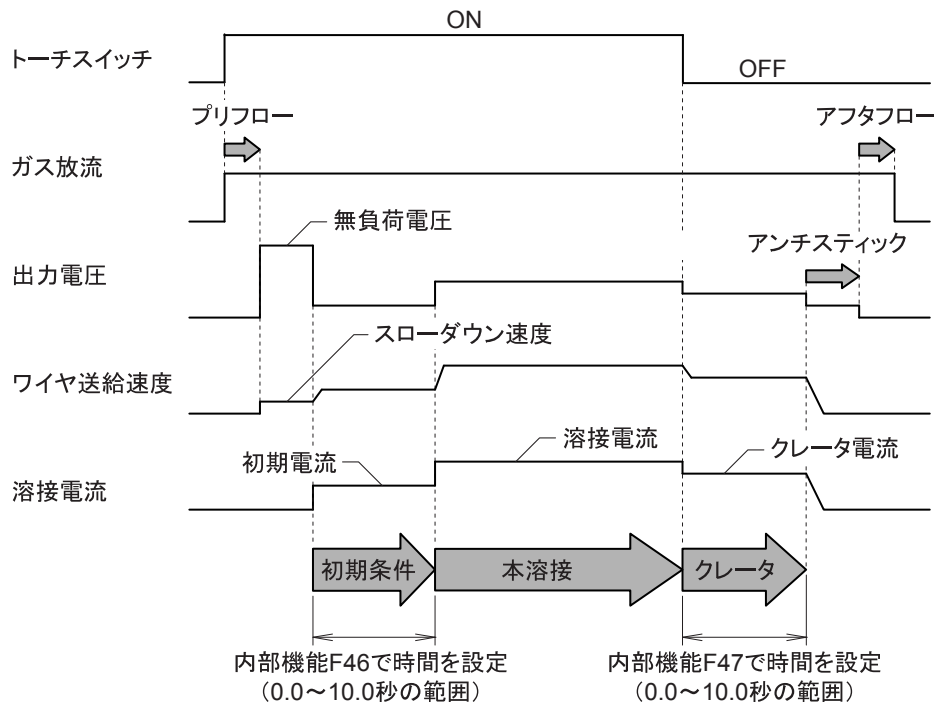 ON
トーチスイッチ
OFF
プリフロー
アフタフロー
ガス放流
無負荷電圧
アンチスティック
出力電圧
スローダウン速度
ワイヤ送給速度
溶接電流
初期電流
クレータ電流
溶接電流
初期条件
本溶接
クレータ
内部機能F46で時間を設定
（0.0～10.0秒の範囲）
内部機能F47で時間を設定
（0.0～10.0秒の範囲）